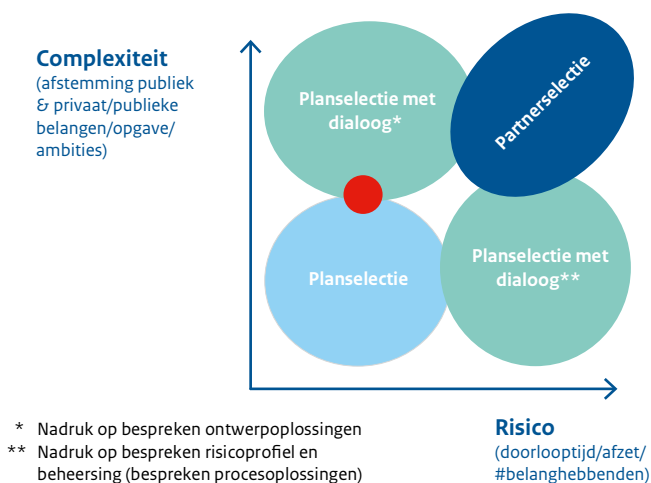 Complexiteit
(afstemming publiek
& privaat/publieke
belangen/opgave/
ambities)
Planselectie met
dialoog*
Partnerselectie
Planselectie
Planselectie met
dialoog**
* Nadruk op bespreken ontwerpoplossingen
** Nadruk op bespreken risicoprofiel en
beheersing (bespreken procesoplossingen)
Risico
(doorlooptijd/afzet/
#belanghebbenden)